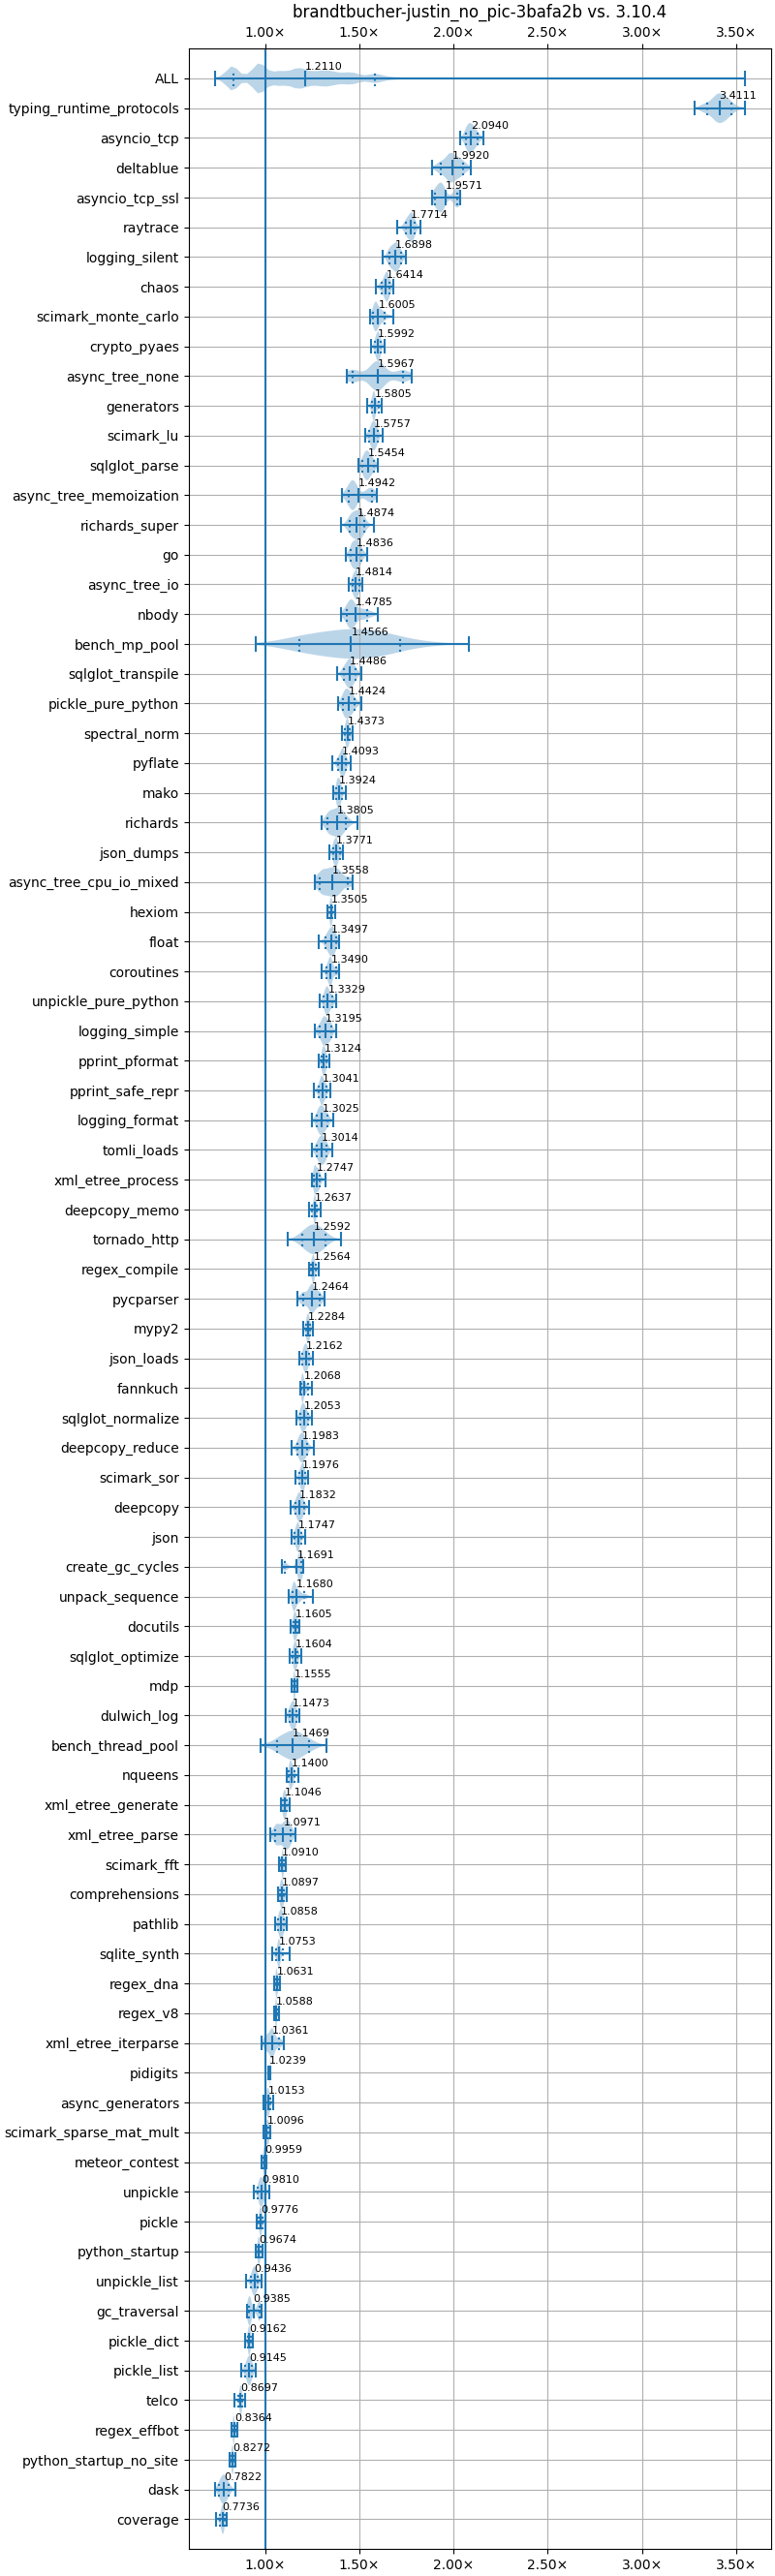 brandtbucher-justin_no_pic-3bafa2b vs. 3.10.4
1.00× 1.50× 2.00× 2.50× 3.00× 3.50×
ALL 1.2110
typing_runtime_protocols 3.4111
asyncio_tcp 2.0940
deltablue 1.9920
asyncio_tcp_ssl 1.9571
raytrace 1.7714
logging_silent 1.6898
chaos 1.6414
scimark_monte_carlo 1.6005
crypto_pyaes 1.5992
async_tree_none 1.5967
generators 1.5805
scimark_lu 1.5757
sqlglot_parse 1.5454
async_tree_memoization 1.4942
richards_super 1.4874
go 1.4836
async_tree_io 1.4814
nbody 1.4785
bench_mp_pool 1.4566
sqlglot_transpile 1.4486
pickle_pure_python 1.4424
spectral_norm 1.4373
pyflate 1.4093
mako 1.3924
richards 1.3805
json_dumps 1.3771
async_tree_cpu_io_mixed 1.3558
hexiom 1.3505
float 1.3497
coroutines 1.3490
unpickle_pure_python 1.3329
logging_simple 1.3195
pprint_pformat 1.3124
pprint_safe_repr 1.3041
logging_format 1.3025
tomli_loads 1.3014
xml_etree_process 1.2747
deepcopy_memo 1.2637
tornado_http 1.2592
regex_compile 1.2564
pycparser 1.2464
mypy2 1.2284
json_loads 1.2162
fannkuch 1.2068
sqlglot_normalize 1.2053
deepcopy_reduce 1.1983
scimark_sor 1.1976
deepcopy 1.1832
json 1.1747
create_gc_cycles 1.1691
unpack_sequence 1.1680
docutils 1.1605
sqlglot_optimize 1.1604
mdp 1.1555
dulwich_log 1.1473
bench_thread_pool 1.1469
nqueens 1.1400
xml_etree_generate 1.1046
xml_etree_parse 1.0971
scimark_fft 1.0910
comprehensions 1.0897
pathlib 1.0858
sqlite_synth 1.0753
regex_dna 1.0631
regex_v8 1.0588
xml_etree_iterparse 1.0361
pidigits 1.0239
async_generators 1.0153
scimark_sparse_mat_mult 1.0096
meteor_contest 0.9959
unpickle 0.9810
pickle 0.9776
python_startup 0.9674
unpickle_list 0.9436
gc_traversal 0.9385
pickle_dict 0.9162
pickle_list 0.9145
telco 0.8697
regex_effbot 0.8364
python_startup_no_site 0.8272
dask 0.7822
coverage 0.7736
1.00× 1.50× 2.00× 2.50× 3.00× 3.50×